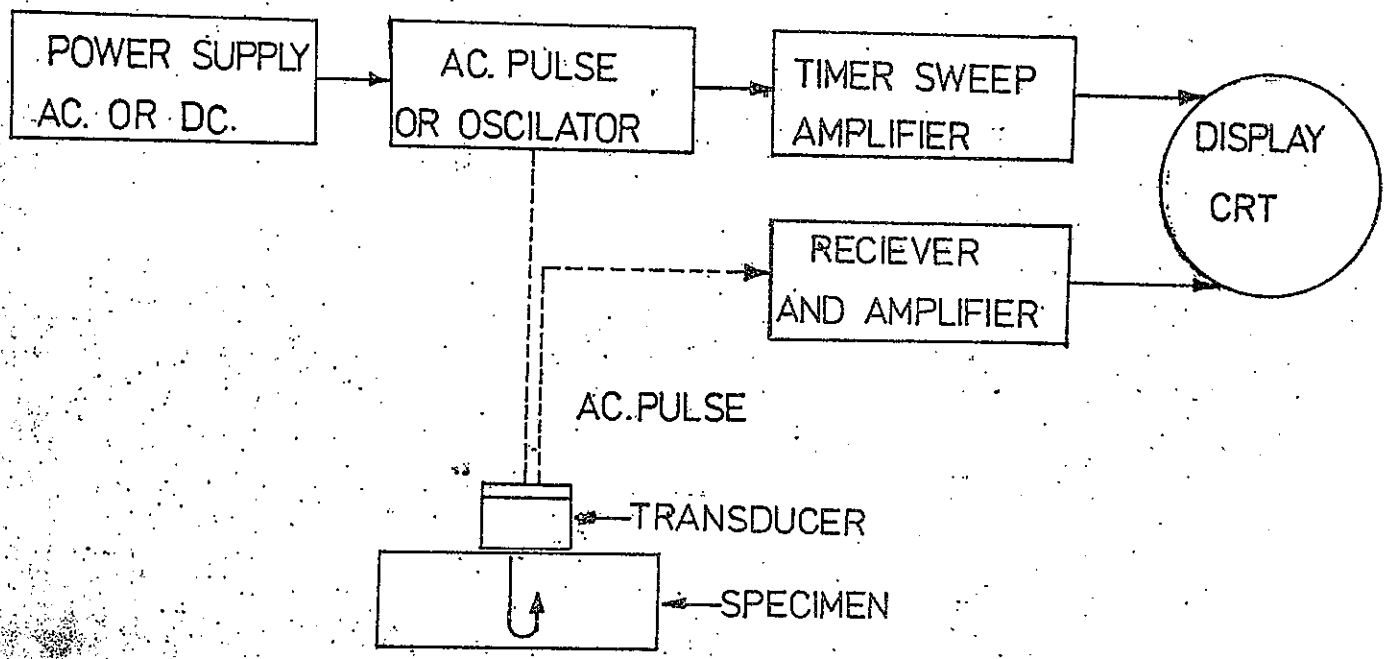 POWER SUPPLY
AC. OR DC.
AC. PULSE
OR OSCILATOR
TIMER SWEEP
AMPLIFIER
DISPLAY
CRT
RECIEVER
AND AMPLIFIER
AC.PULSE
TRANSDUCER
SPECIMEN